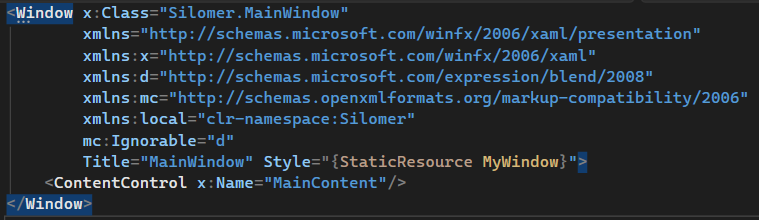 <Window x:Class="Silomer.MainWindow"
xmlns="http://schemas.microsoft.com/winfx/2006/xaml/presentation"
xmlns:x="http://schemas.microsoft.com/winfx/2006/xaml"
xmlns:d="http://schemas.microsoft.com/expression/blend/2008"
xmlns:mc="http://schemas.openxmlformats.org/markup-compatibility/2006"
xmlns:local="clr-namespace:Silomer"
mc:Ignorable="d"
Title="MainWindow" Style="{StaticResource MyWindow}">
<ContentControl x:Name="MainContent"/>
</Window>